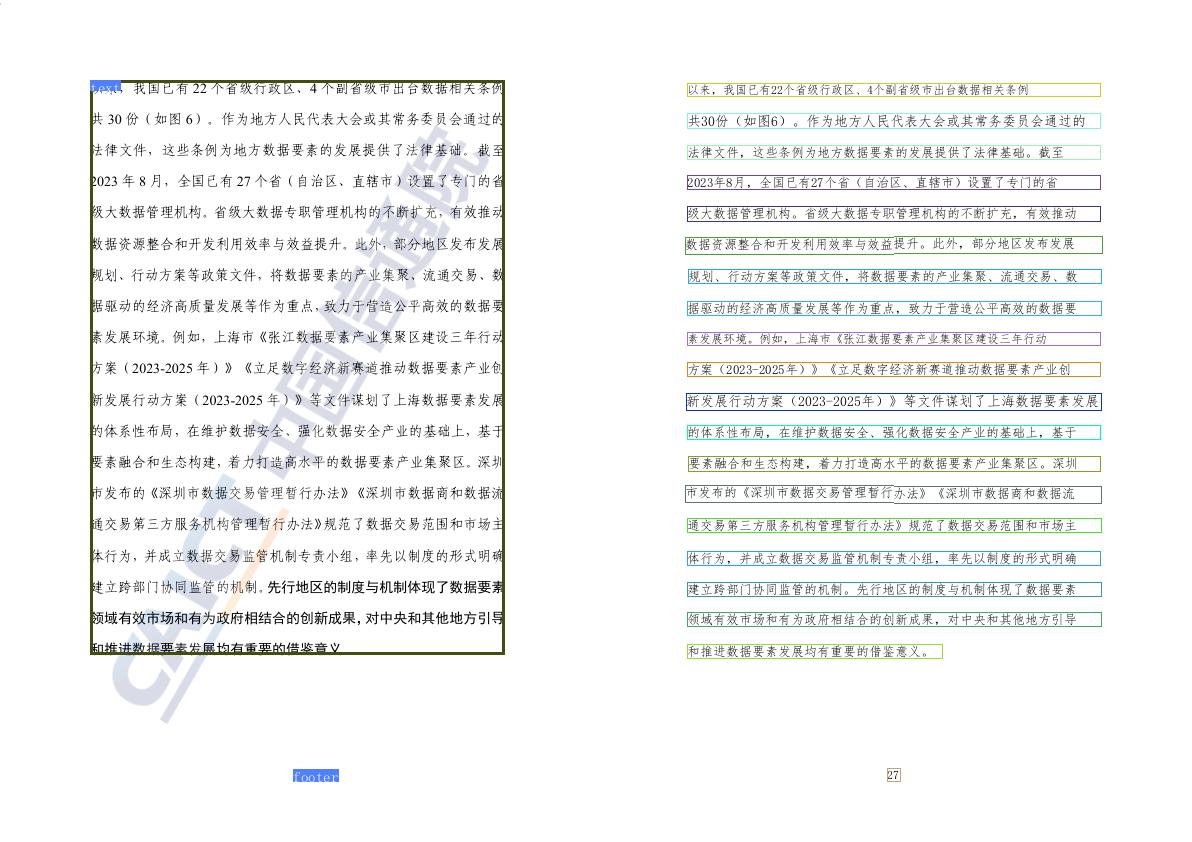 text，我国已有 22 个省级行政区、4 个副省级市出台数据相关条例
共 30 份（如图 6）。作为地方人民代表大会或其常务委员会通过的
法律文件，这些条例为地方数据要素的发展提供了法律基础。截至
2023 年 8 月，全国已有 27 个省（自治区、直辖市）设置了专门的省
级大数据管理机构。省级大数据专职管理机构的不断扩充，有效推动
数据资源整合和开发利用效率与效益提升。此外，部分地区发布发展
规划、行动方案等政策文件，将数据要素的产业集聚、流通交易、数
据驱动的经济高质量发展等作为重点，致力于营造公平高效的数据要
素发展环境。例如，上海市《张江数据要素产业集聚区建设三年行动
方案（2023-2025 年）》《立足数字经济新赛道推动数据要素产业创
新发展行动方案（2023-2025 年）》等文件谋划了上海数据要素发展
的体系性布局，在维护数据安全、强化数据安全产业的基础上，基于
要素融合和生态构建，着力打造高水平的数据要素产业集聚区。深圳
市发布的《深圳市数据交易管理暂行办法》《深圳市数据商和数据流
通交易第三方服务机构管理暂行办法》规范了数据交易范围和市场主
体行为，并成立数据交易监管机制专责小组，率先以制度的形式明确
建立跨部门协同监管的机制。先行地区的制度与机制体现了数据要素
领域有效市场和有为政府相结合的创新成果，对中央和其他地方引导
和推进数据要素发展均有重要的借鉴意义
CAICT 中国信通院
footer
以来，我国已有22个省级行政区、4个副省级市出台数据相关条例
共30份（如图6）。作为地方人民代表大会或其常务委员会通过的
法律文件，这些条例为地方数据要素的发展提供了法律基础。截至
2023年8月，全国已有27个省（自治区、直辖市）设置了专门的省
级大数据管理机构。省级大数据专职管理机构的不断扩充，有效推动
数据资源整合和开发利用效率与效益提升。此外，部分地区发布发展
规划、行动方案等政策文件，将数据要素的产业集聚、流通交易、数
据驱动的经济高质量发展等作为重点，致力于营造公平高效的数据要
素发展环境。例如，上海市《张江数据要素产业集聚区建设三年行动
方案（2023-2025年）》《立足数字经济新赛道推动数据要素产业创
新发展行动方案（2023-2025年）》等文件谋划了上海数据要素发展
的体系性布局，在维护数据安全、强化数据安全产业的基础上，基于
要素融合和生态构建，着力打造高水平的数据要素产业集聚区。深圳
市发布的《深圳市数据交易管理暂行办法》《深圳市数据商和数据流
通交易第三方服务机构管理暂行办法》规范了数据交易范围和市场主
体行为，并成立数据交易监管机制专责小组，率先以制度的形式明确
建立跨部门协同监管的机制。先行地区的制度与机制体现了数据要素
领域有效市场和有为政府相结合的创新成果，对中央和其他地方引导
和推进数据要素发展均有重要的借鉴意义。
27